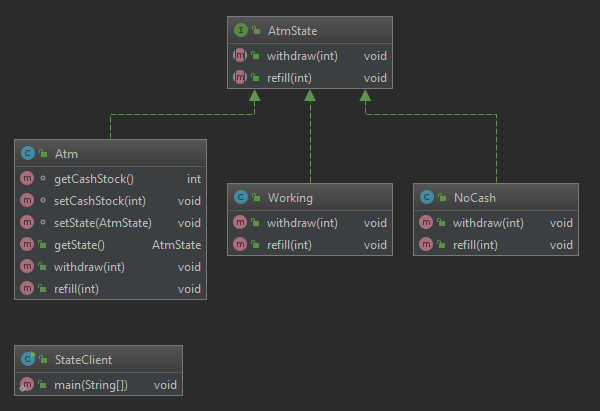 AtmState
withdraw(int) void
refill(int) void
Atm
getCashStock() int
setCashStock(int) void
setState(AtmState) void
getState() AtmState
withdraw(int) void
refill(int) void
Working
withdraw(int) void
refill(int) void
NoCash
withdraw(int) void
refill(int) void
StateClient
main(String[]) void